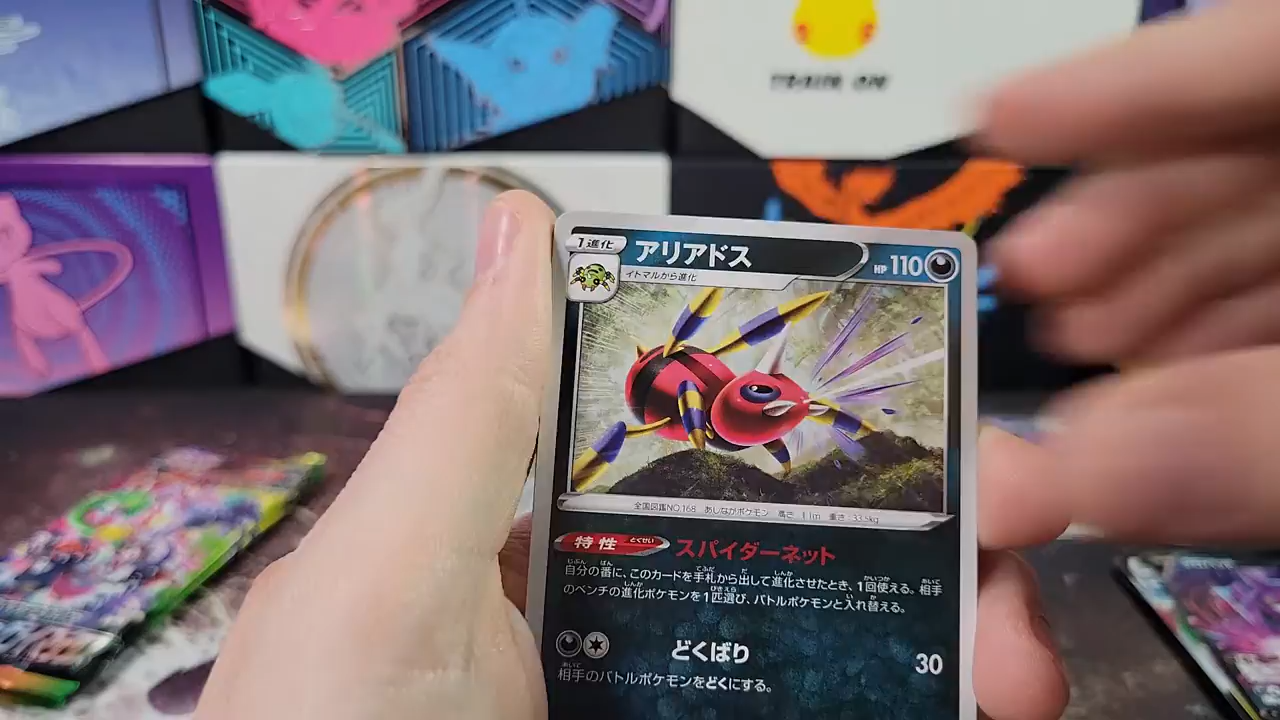 TRAIN ON
1進化
アリアドス
HP 110
イトマルから進化
全国図鑑NO.168 あしながポケモン 高さ:1.1m 重さ:33.5kg
特性 とくせい スパイダーネット
自分の番に、このカードを手札から出して進化させたとき、1回使える。相手
のベンチの進化ポケモンを1匹選び、バトルポケモンと入れ替える。
どくばり 30
相手のバトルポケモンをどくにする。